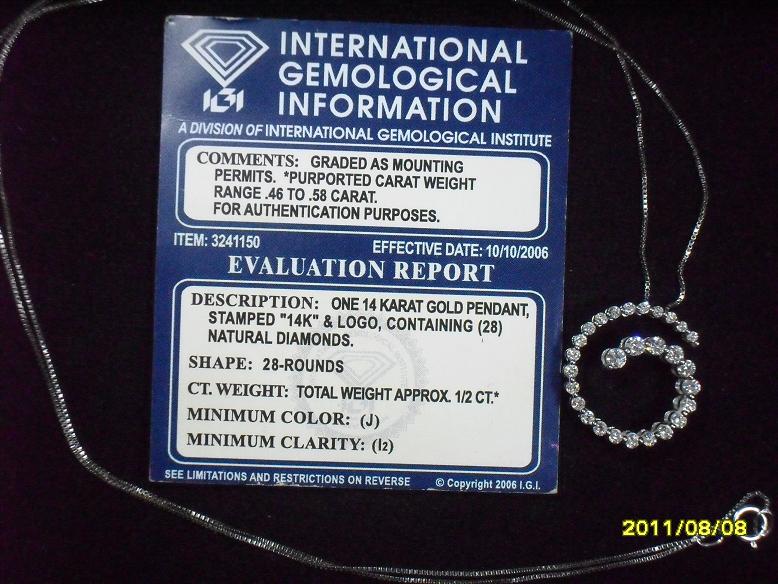 INTERNATIONAL
GEMOLOGICAL
INFORMATION
IGI
A DIVISION OF INTERNATIONAL GEMOLOGICAL INSTITUTE
COMMENTS: GRADED AS MOUNTING
PERMITS. *PURPORTED CARAT WEIGHT
RANGE .46 TO .58 CARAT.
FOR AUTHENTICATION PURPOSES.
ITEM: 3241150 EFFECTIVE DATE: 10/10/2006
EVALUATION REPORT
DESCRIPTION: ONE 14 KARAT GOLD PENDANT,
STAMPED "14K" & LOGO, CONTAINING (28)
NATURAL DIAMONDS.
SHAPE: 28-ROUNDS
CT. WEIGHT: TOTAL WEIGHT APPROX. 1/2 CT.*
MINIMUM COLOR: (J)
MINIMUM CLARITY: (I2)
SEE LIMITATIONS AND RESTRICTIONS ON REVERSE © Copyright 2006 I.G.I.
2011/08/08